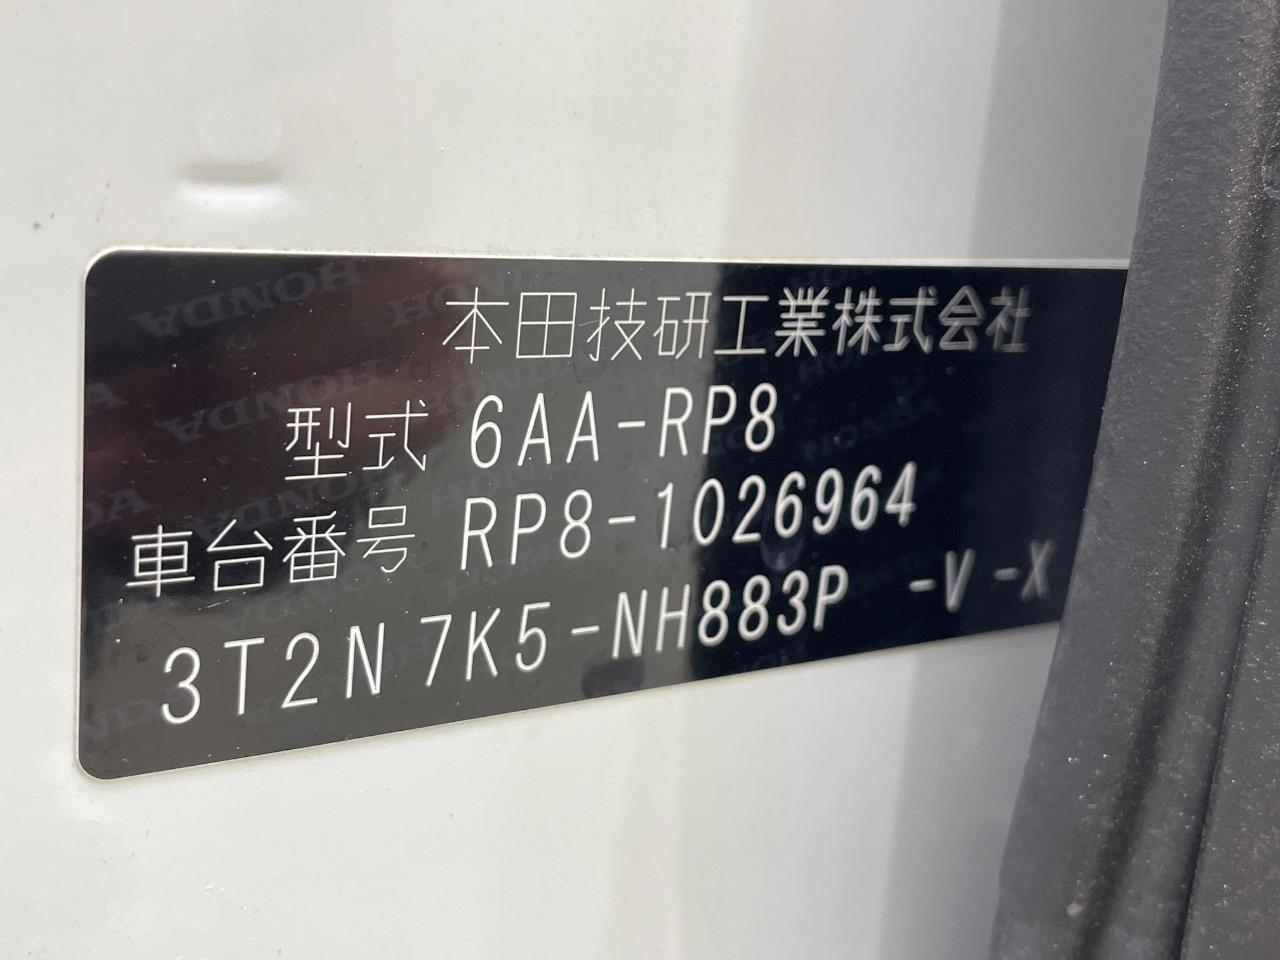 本田技研工業株式会社
型式 6AA-RP8
車台番号 RP8-1026964
3T2N 7K5-NH883P -V -X